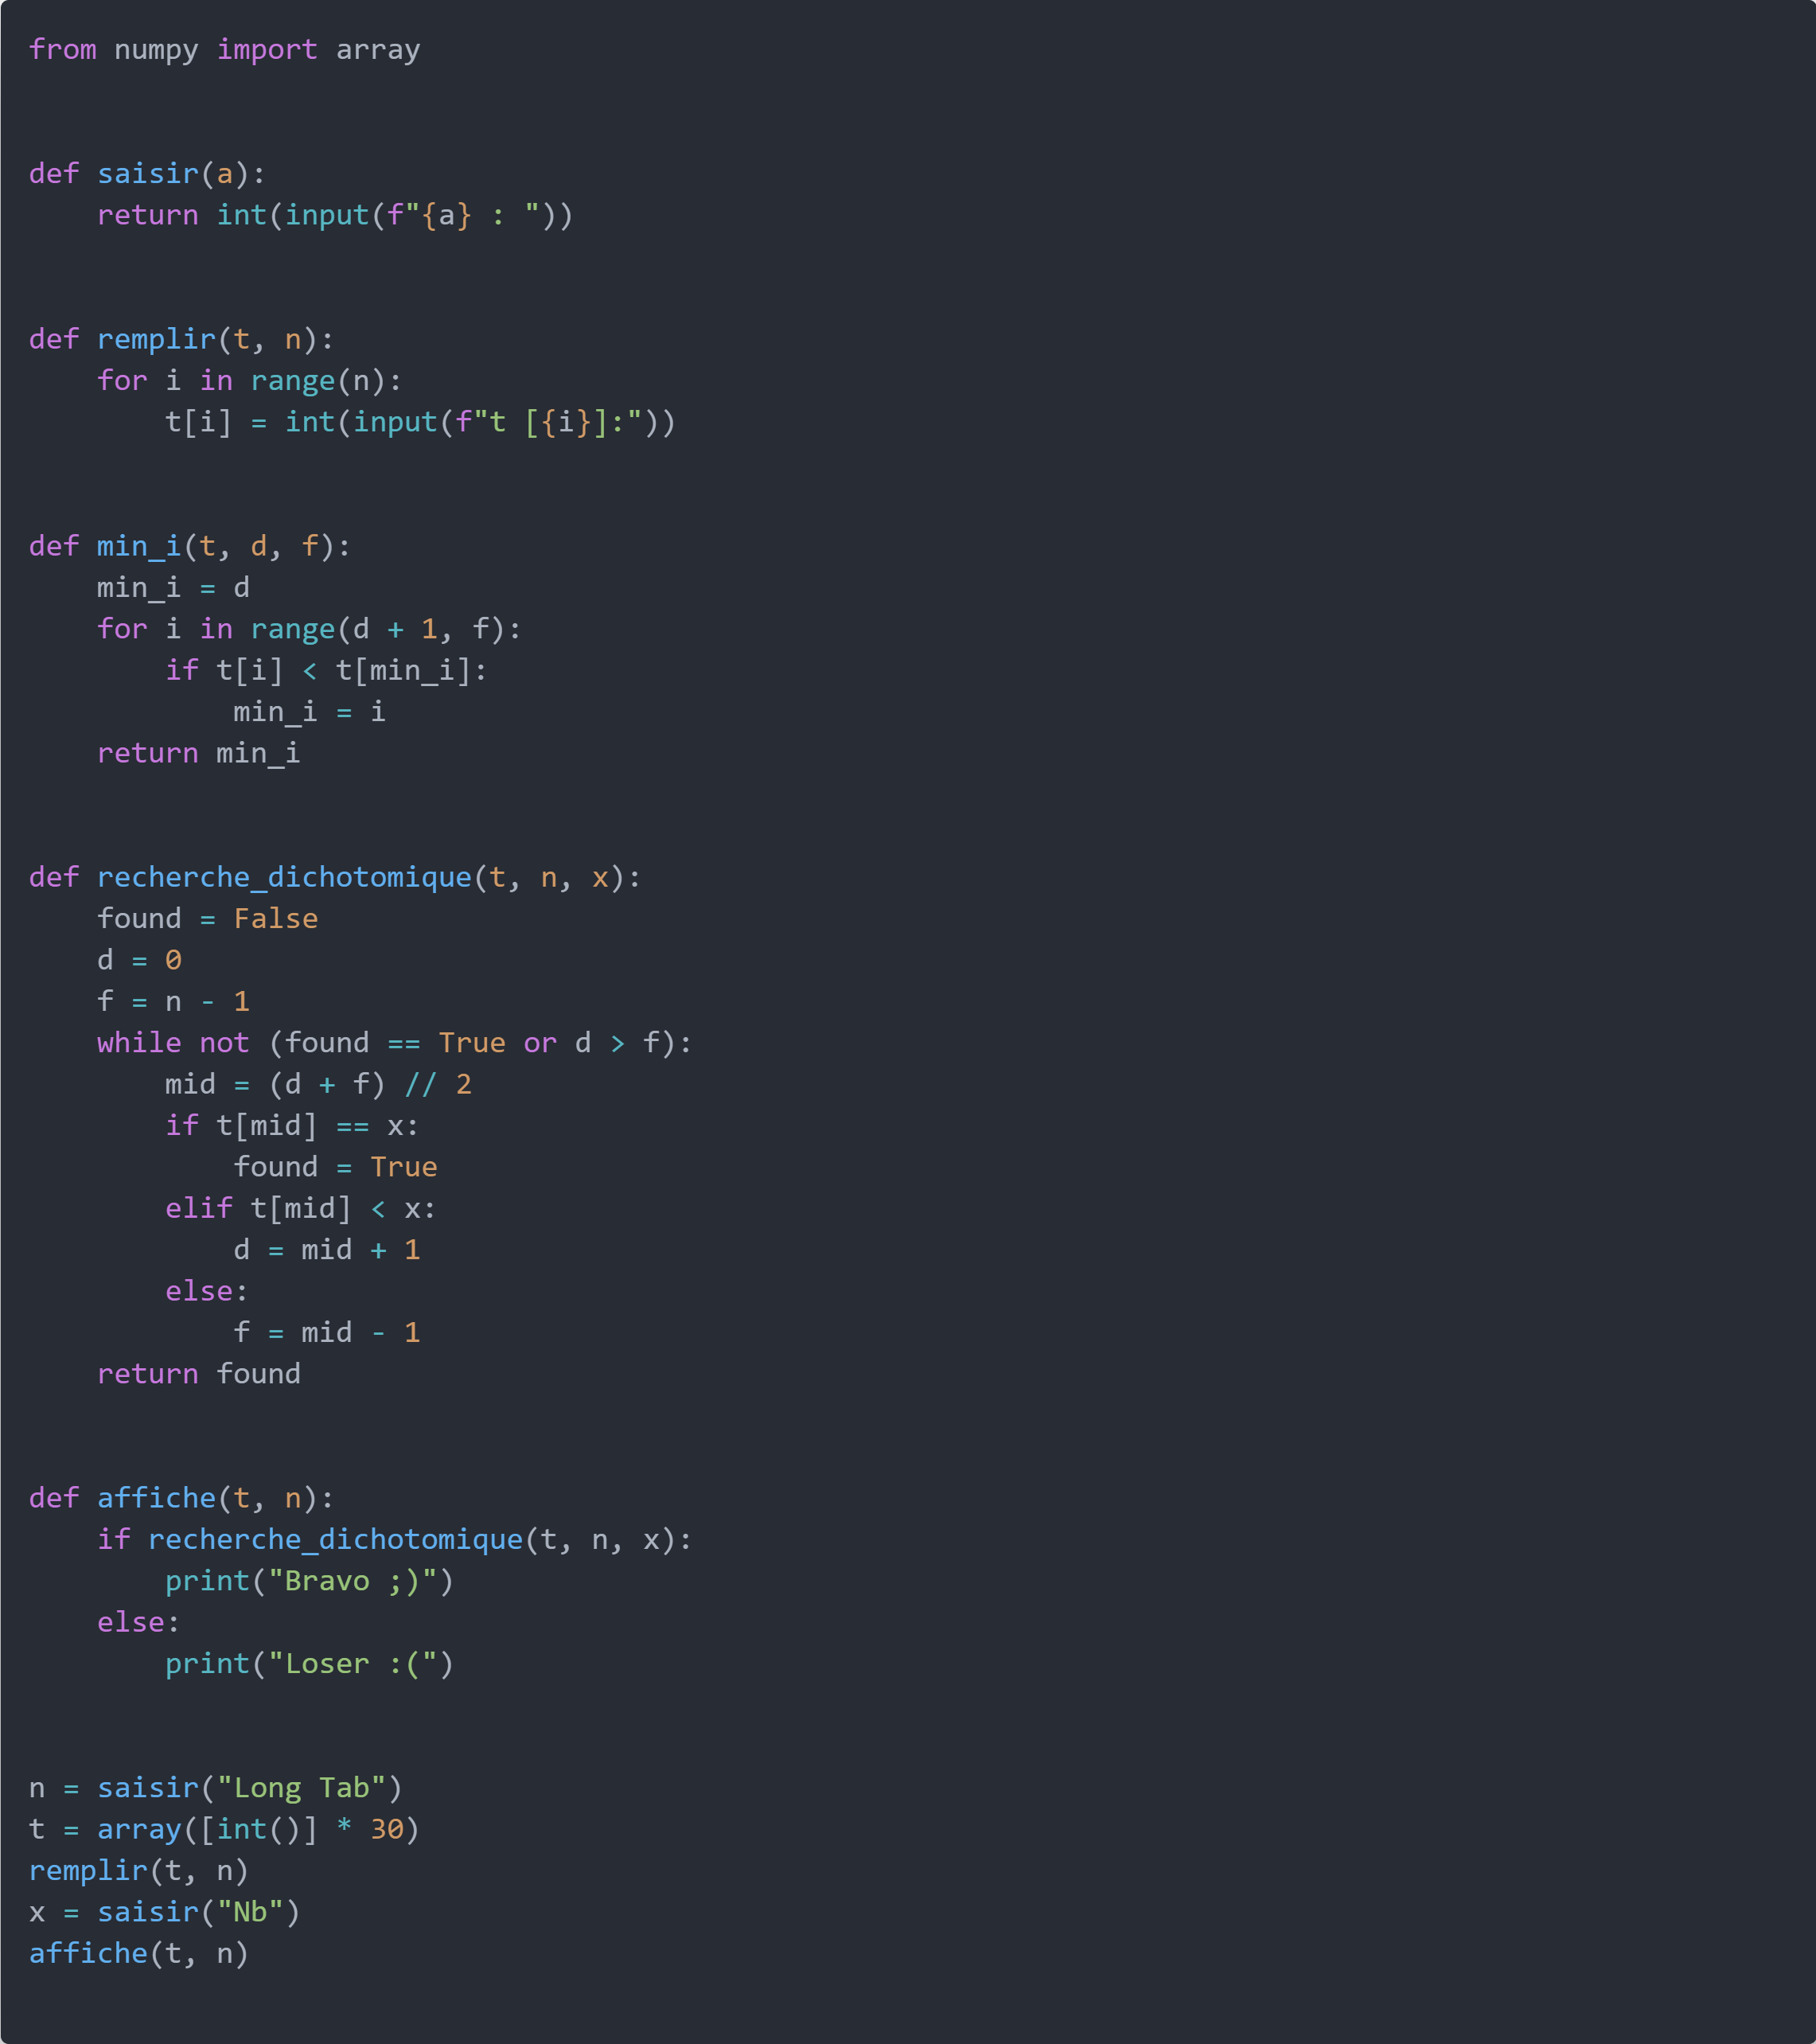 from numpy import array
def saisir(a):
    return int(input(f"{a} : "))
def remplir(t, n):
    for i in range(n):
        t[i] = int(input(f"t [{i}]:"))
def min_i(t, d, f):
    min_i = d
    for i in range(d + 1, f):
        if t[i] < t[min_i]:
            min_i = i
    return min_i
def recherche_dichotomique(t, n, x):
    found = False
    d = 0
    f = n - 1
    while not (found == True or d > f):
        mid = (d + f) // 2
        if t[mid] == x:
            found = True
        elif t[mid] < x:
            d = mid + 1
        else:
            f = mid - 1
    return found
def affiche(t, n):
    if recherche_dichotomique(t, n, x):
        print("Bravo ;)")
    else:
        print("Loser :(")
n = saisir("Long Tab")
t = array([int()] * 30)
remplir(t, n)
x = saisir("Nb")
affiche(t, n)